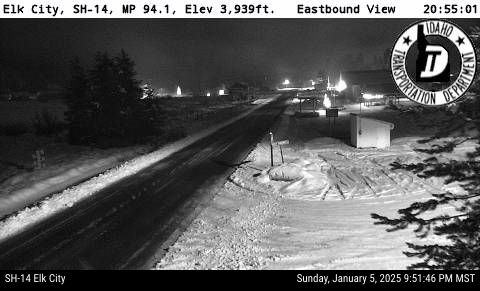 Elk City, SH-14, MP 94.1, Elev 3,939ft. Eastbound View 20:55:01
IDAHO
TRANSPORTATION DEPARTMENT
SH-14 Elk City Sunday, January 5, 2025 9:51:46 PM MST